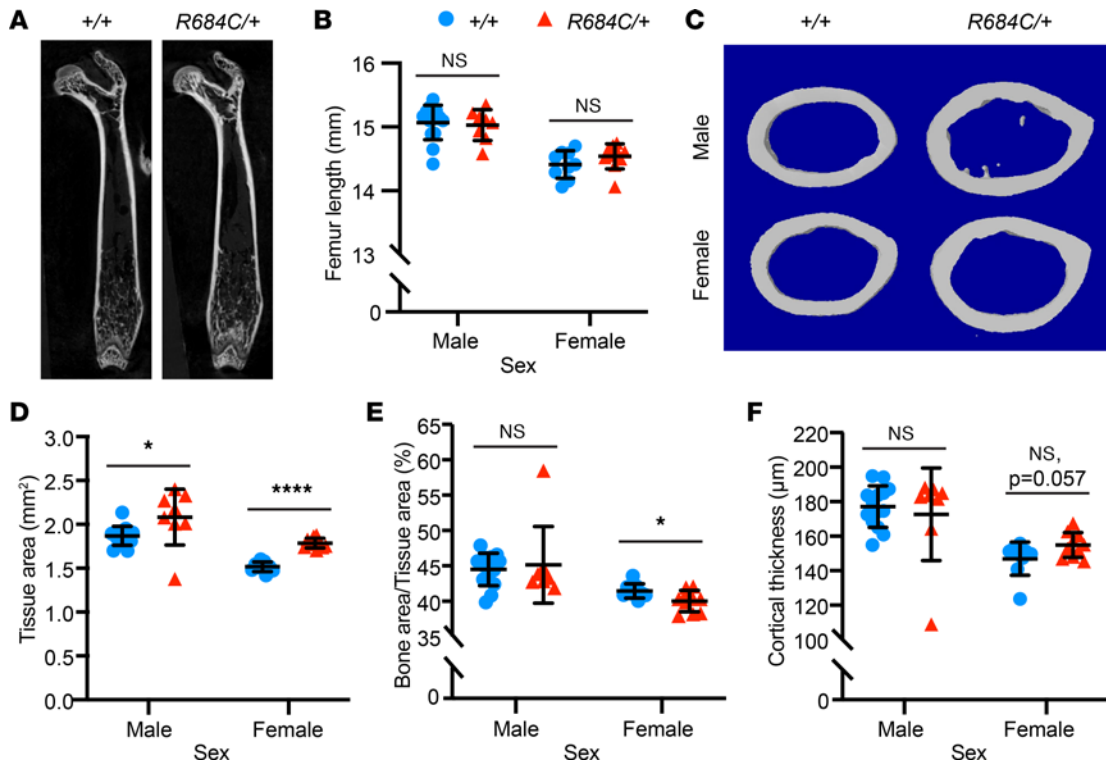 A
+/+
R684C/+
B
+/+
R684C/+
NS
NS
16
15
14
13
0
Femur length (mm)
Male
Female
Sex
C
+/+
R684C/+
Male
Female
D
3.0
2.5
2.0
1.5
1.0
0.5
0.0
Tissue area (mm²)
*
****
Male
Female
Sex
E
65
60
55
50
45
40
35
0
Bone area/Tissue area (%)
NS
*
Male
Female
Sex
F
220
200
180
160
140
120
100
0
Cortical thickness (µm)
NS
NS,
p=0.057
Male
Female
Sex